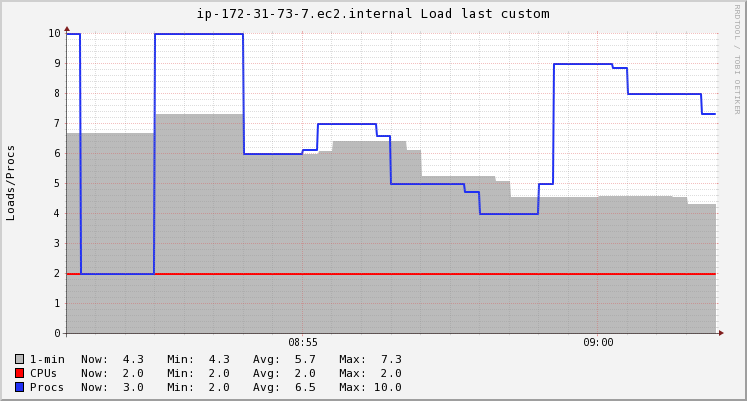 ip-172-31-73-7.ec2.internal Load last custom
RRDTOOL / TOBI OETIKER
Loads/Procs
10
9
8
7
6
5
4
3
2
1
0
08:55 09:00
1-min Now: 4.3 Min: 4.3 Avg: 5.7 Max: 7.3
CPUs Now: 2.0 Min: 2.0 Avg: 2.0 Max: 2.0
Procs Now: 3.0 Min: 2.0 Avg: 6.5 Max: 10.0